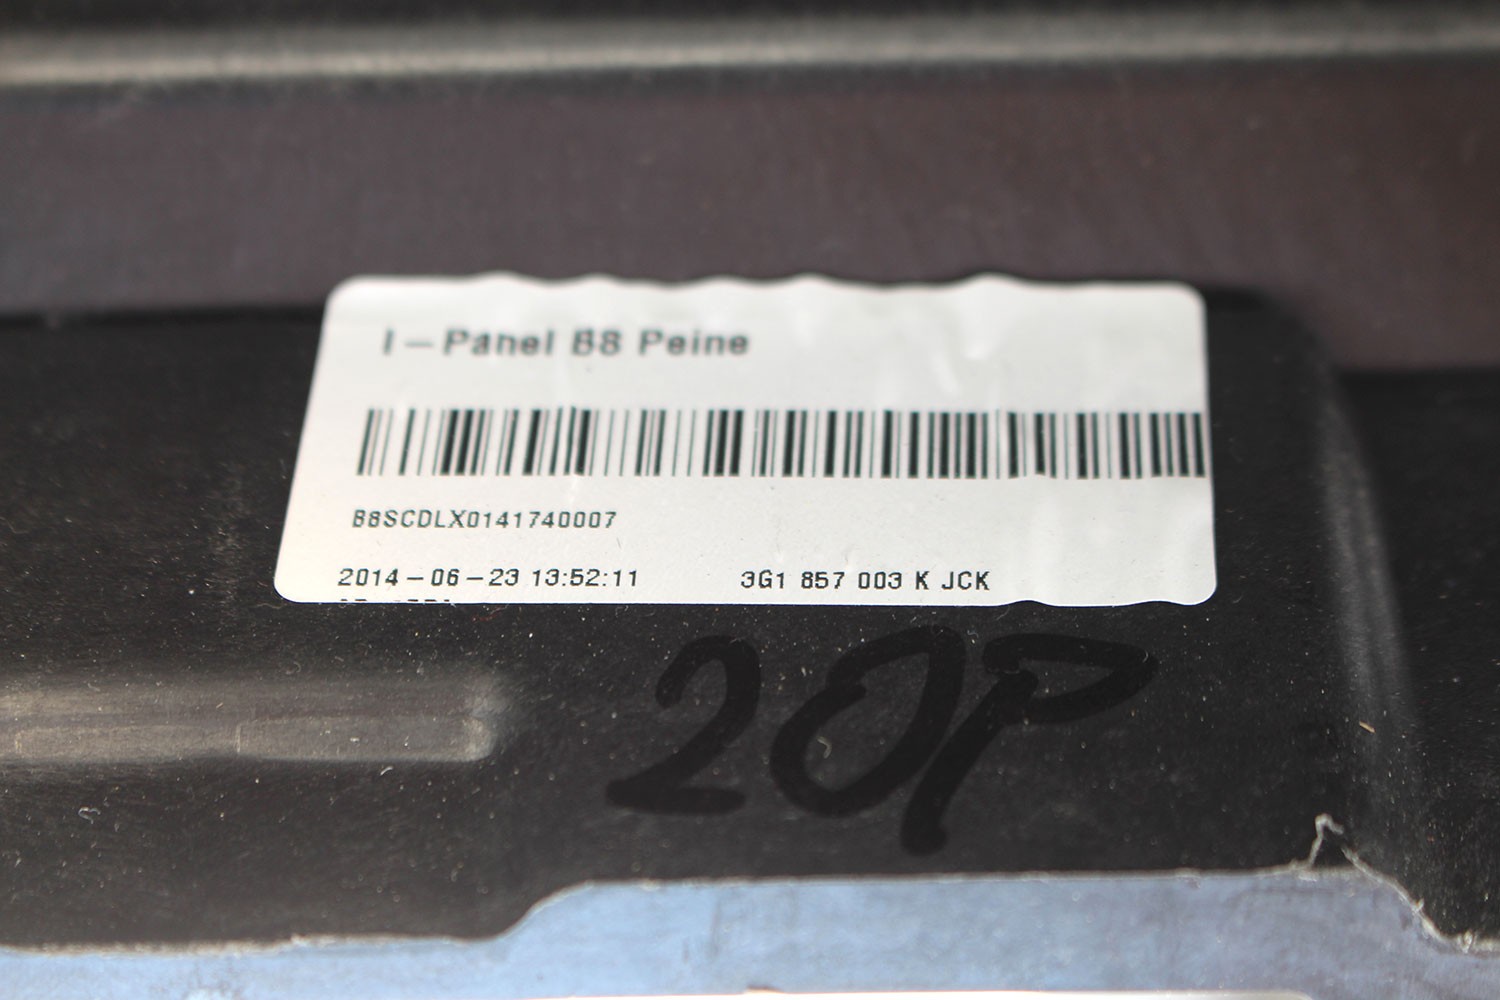 I-Panel B8 Peine
B8SCDLX0141740007
2014-06-23 13:52:11 3G1 857 003 K JCK
20P